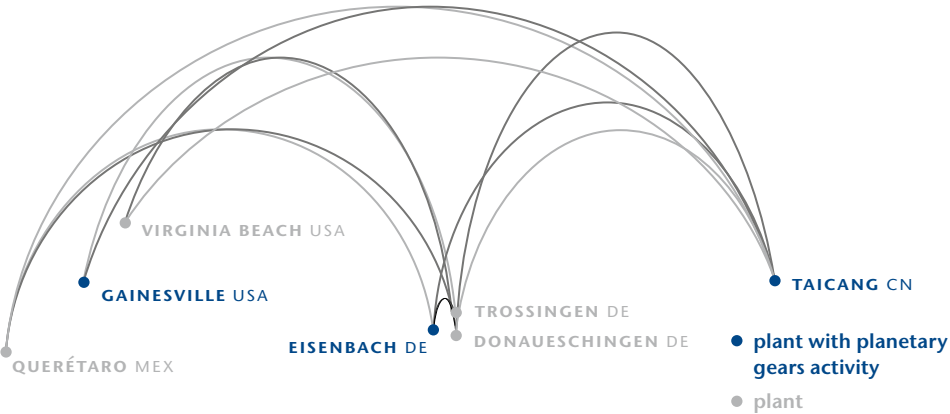 VIRGINIA BEACH USA
GAINESVILLE USA
TAICANG CN
TROSSINGEN DE
EISENBACH DE
DONAUESCHINGEN DE
plant with planetary
gears activity
QUERÉTARO MEX
plant